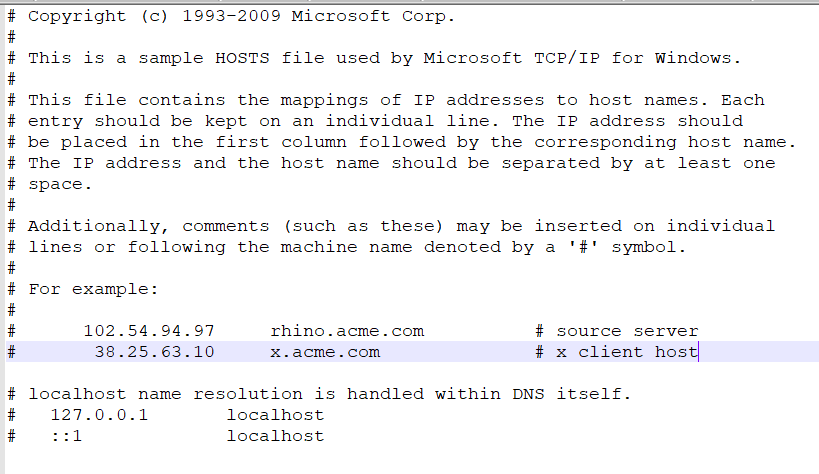 # Copyright (c) 1993-2009 Microsoft Corp.
#
# This is a sample HOSTS file used by Microsoft TCP/IP for Windows.
#
# This file contains the mappings of IP addresses to host names. Each
# entry should be kept on an individual line. The IP address should
# be placed in the first column followed by the corresponding host name.
# The IP address and the host name should be separated by at least one
# space.
#
# Additionally, comments (such as these) may be inserted on individual
# lines or following the machine name denoted by a '#' symbol.
#
# For example:
#
#      102.54.94.97     rhino.acme.com          # source server
#       38.25.63.10     x.acme.com              # x client host

# localhost name resolution is handled within DNS itself.
#   127.0.0.1       localhost
#   ::1             localhost